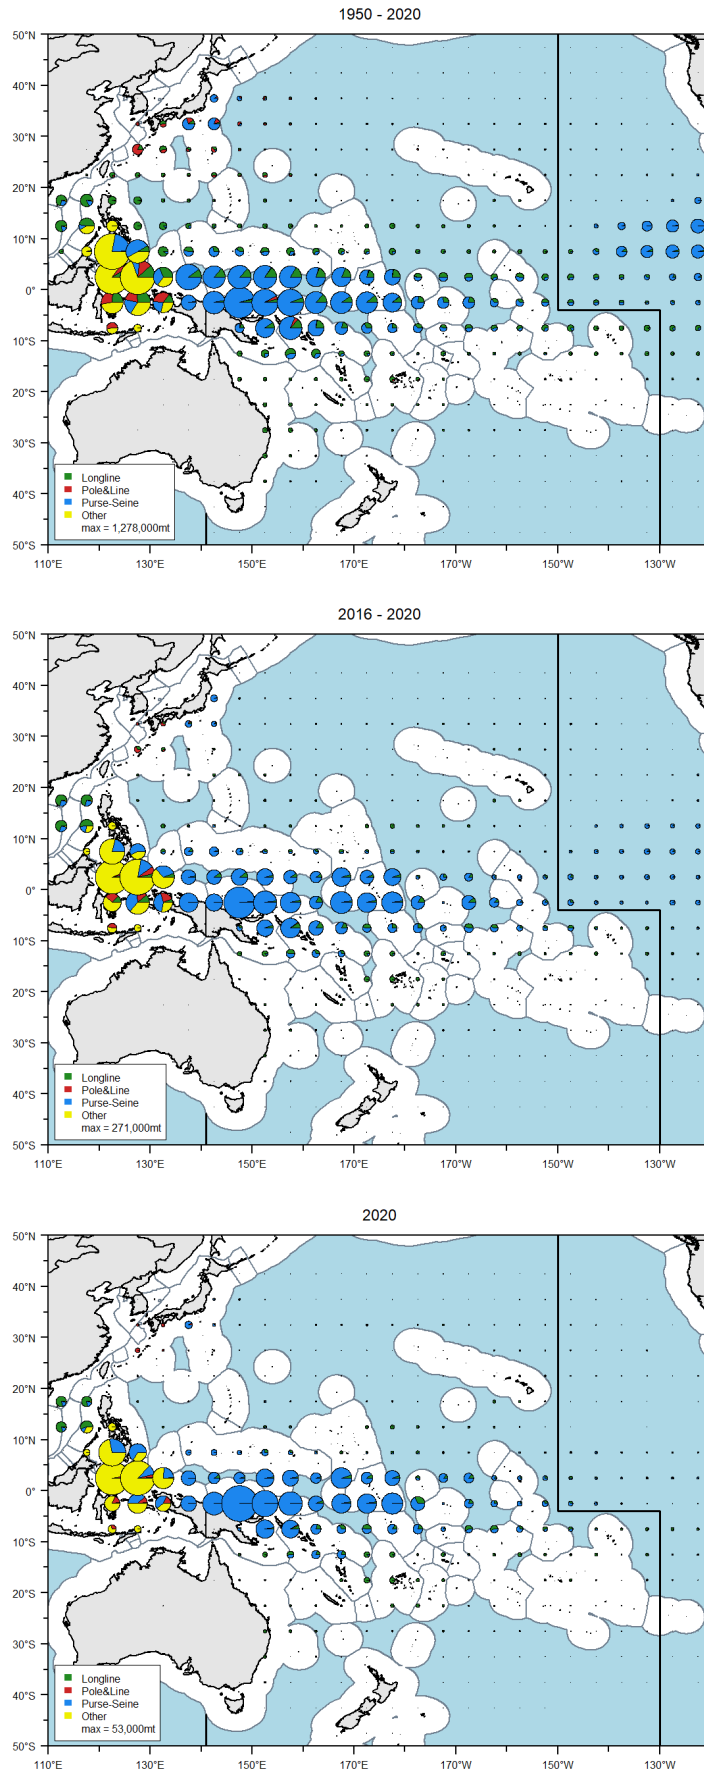 1950 - 2020
50°N
40°N
30°N
20°N
10°N
0°
10°S
20°S
30°S
40°S
50°S
Longline
Pole&Line
Purse-Seine
Other
max = 1,278,000mt
110°E 130°E 150°E 170°E 170°W 150°W 130°W
2016 - 2020
50°N
40°N
30°N
20°N
10°N
0°
10°S
20°S
30°S
40°S
50°S
Longline
Pole&Line
Purse-Seine
Other
max = 271,000mt
110°E 130°E 150°E 170°E 170°W 150°W 130°W
2020
50°N
40°N
30°N
20°N
10°N
0°
10°S
20°S
30°S
40°S
50°S
Longline
Pole&Line
Purse-Seine
Other
max = 53,000mt
110°E 130°E 150°E 170°E 170°W 150°W 130°W